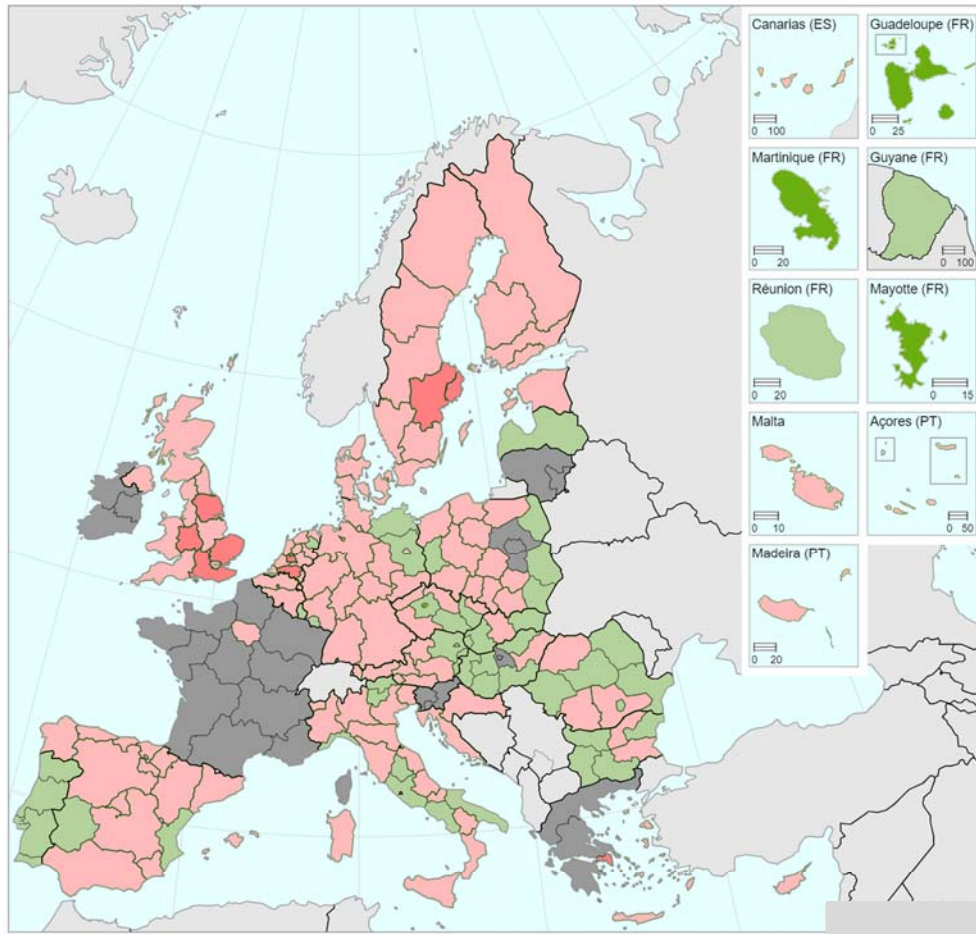 Canarias (ES)
0 100
Guadeloupe (FR)
0 25
Martinique (FR)
0 20
Guyane (FR)
0 100
Réunion (FR)
0 20
Mayotte (FR)
0 15
Malta
0 10
Açores (PT)
0 50
Madeira (PT)
0 20